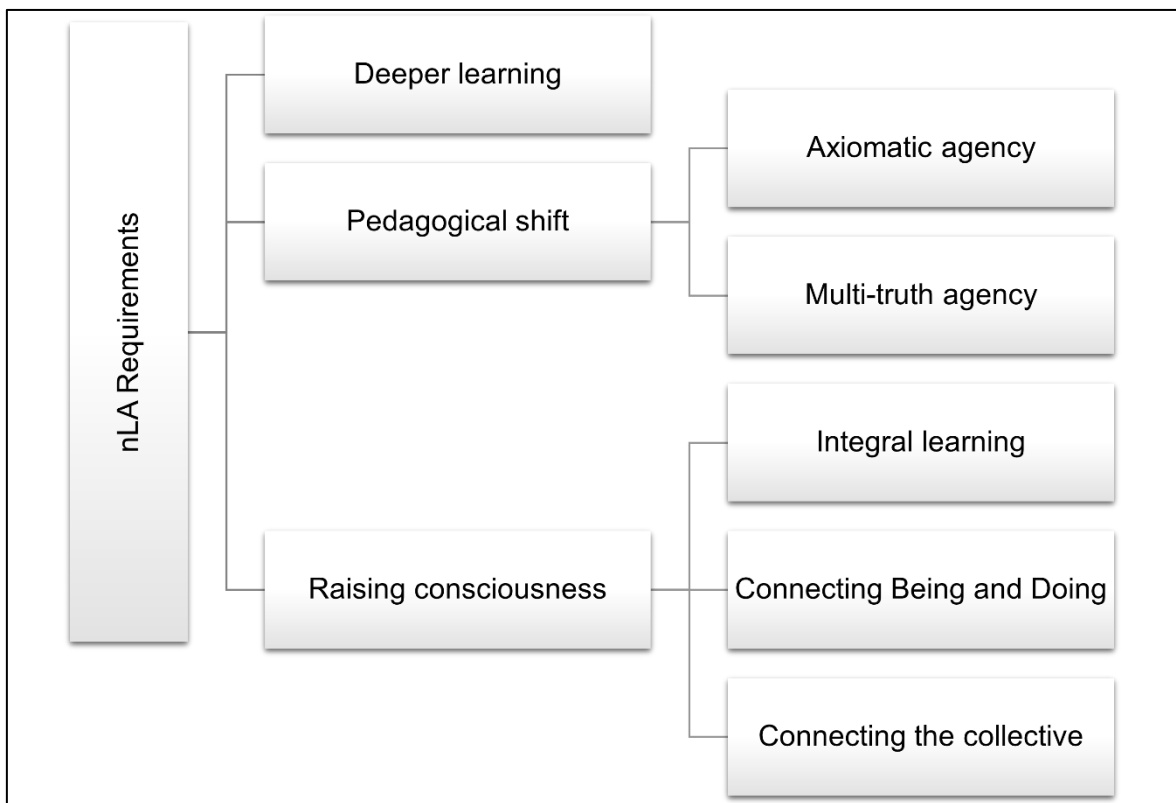 nLA Requirements
Deeper learning
Pedagogical shift
Axiomatic agency
Multi-truth agency
Raising consciousness
Integral learning
Connecting Being and Doing
Connecting the collective